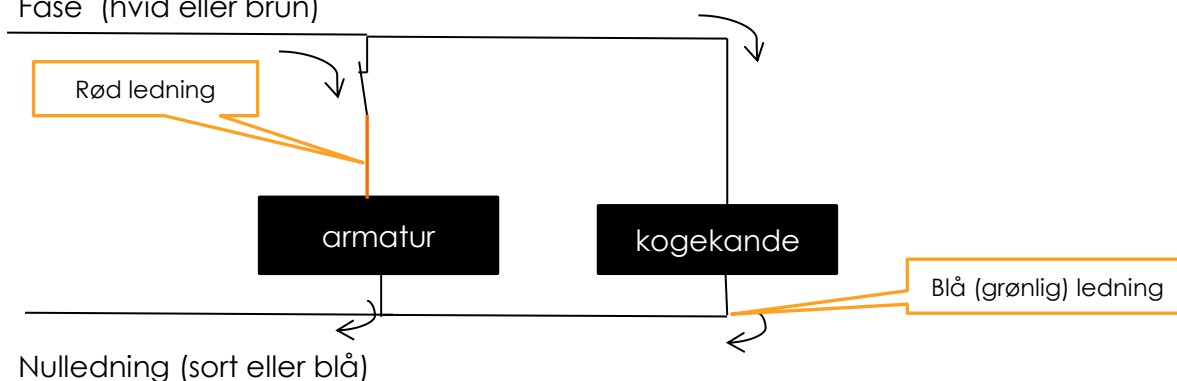 Fase (hvid eller brun)
Rød ledning
armatur
kogekande
Blå (grønlig) ledning
Nulledning (sort eller blå)